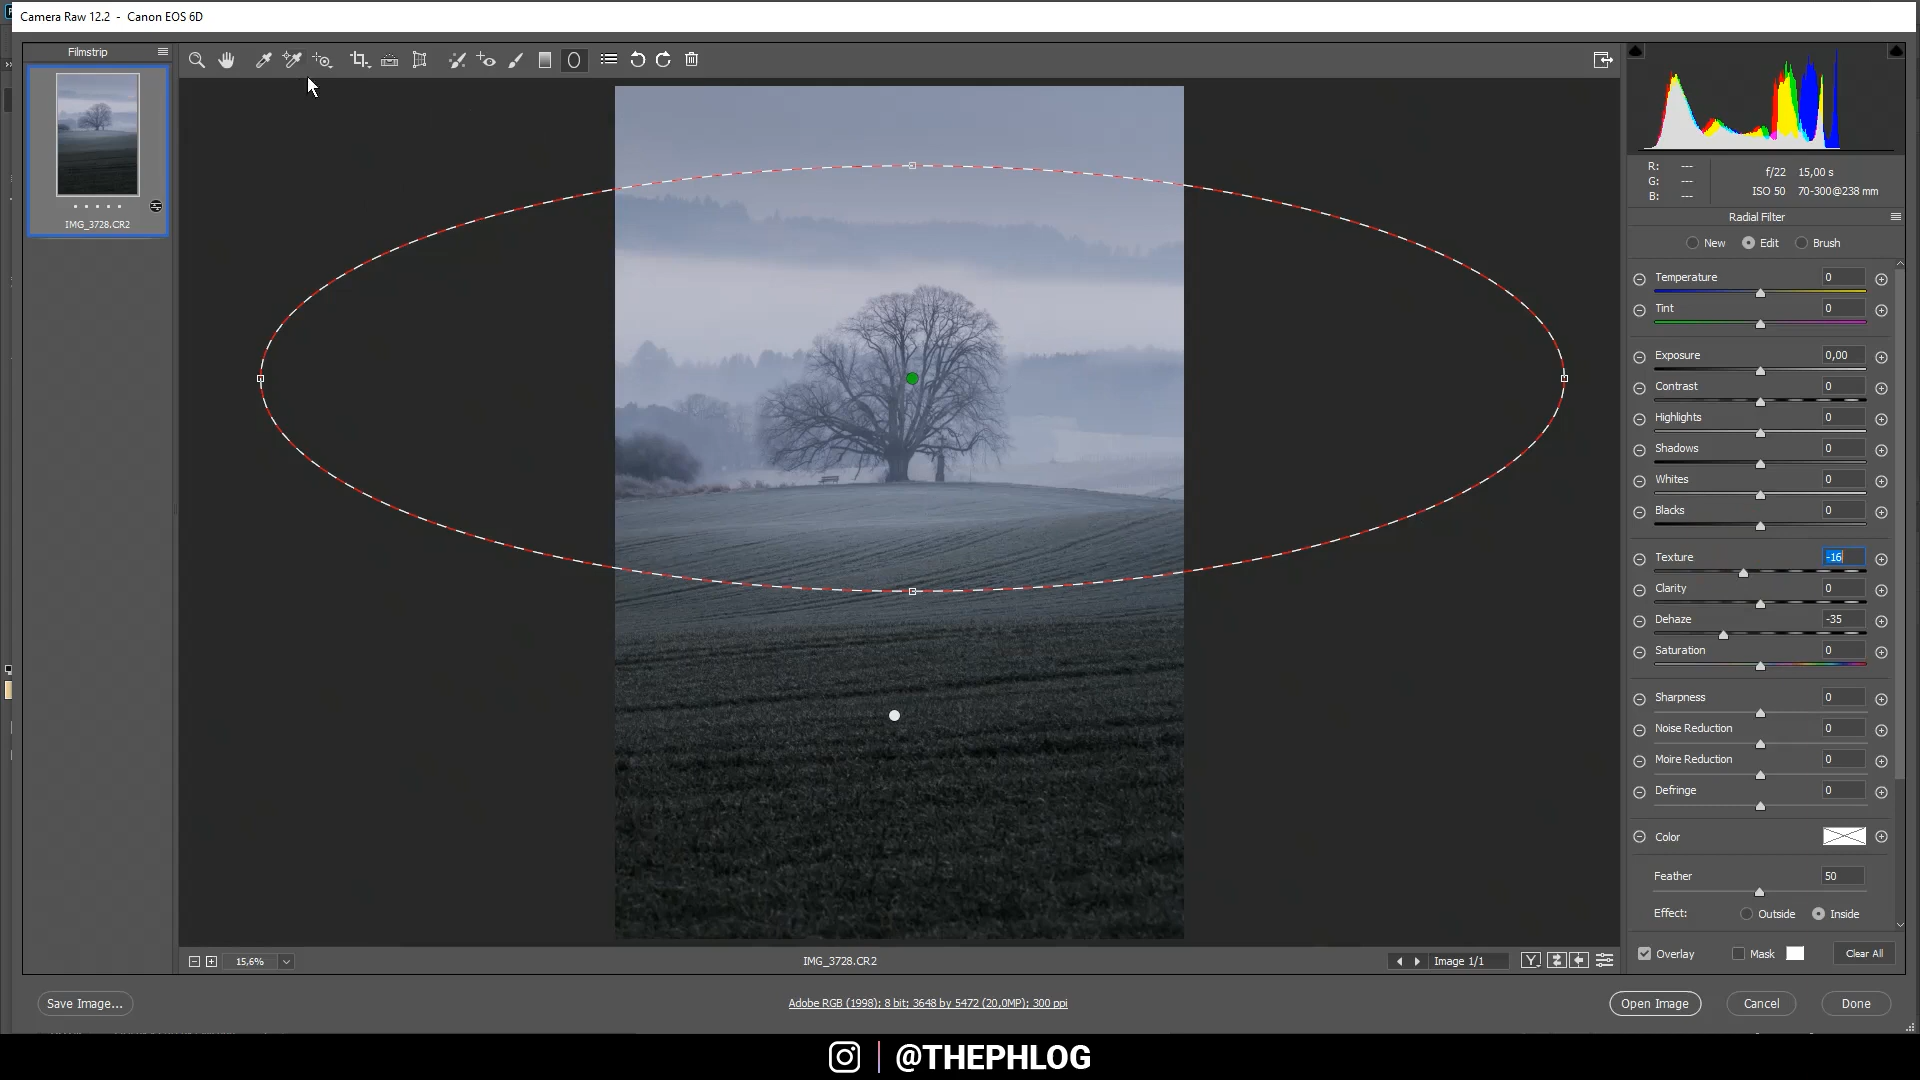 Camera Raw 12.2 - Canon EOS 6D
Filmstrip
IMG_3728.CR2
R: ---
G: ---
B: ---
f/22 15,00 s
ISO 50 70-300@238 mm
Radial Filter
New Edit Brush
Temperature 0
Tint 0
Exposure 0,00
Contrast 0
Highlights 0
Shadows 0
Whites 0
Blacks 0
Texture -16
Clarity 0
Dehaze -35
Saturation 0
Sharpness 0
Noise Reduction 0
Moire Reduction 0
Defringe 0
Color
Feather 50
Effect: Outside Inside
Overlay Mask Clear All
15,6% IMG_3728.CR2 Image 1/1 Y
Save Image... Adobe RGB (1998); 8 bit; 3648 by 5472 (20,0MP); 300 ppi Open Image Cancel Done
@THEPHLOG